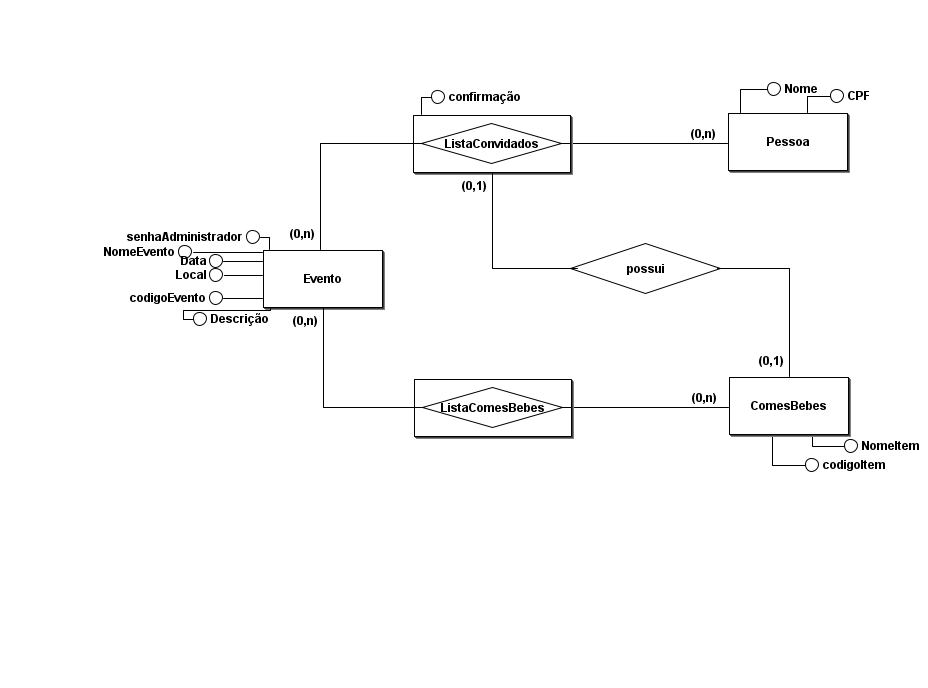 Nome
CPF
confirmação
ListaConvidados
(0,n)
Pessoa
(0,1)
(0,n)
senhaAdministrador
NomeEvento
Data
Local
codigoEvento
Descrição
Evento
possui
(0,n)
(0,1)
(0,n)
ListaComesBebes
ComesBebes
NomeItem
codigoItem